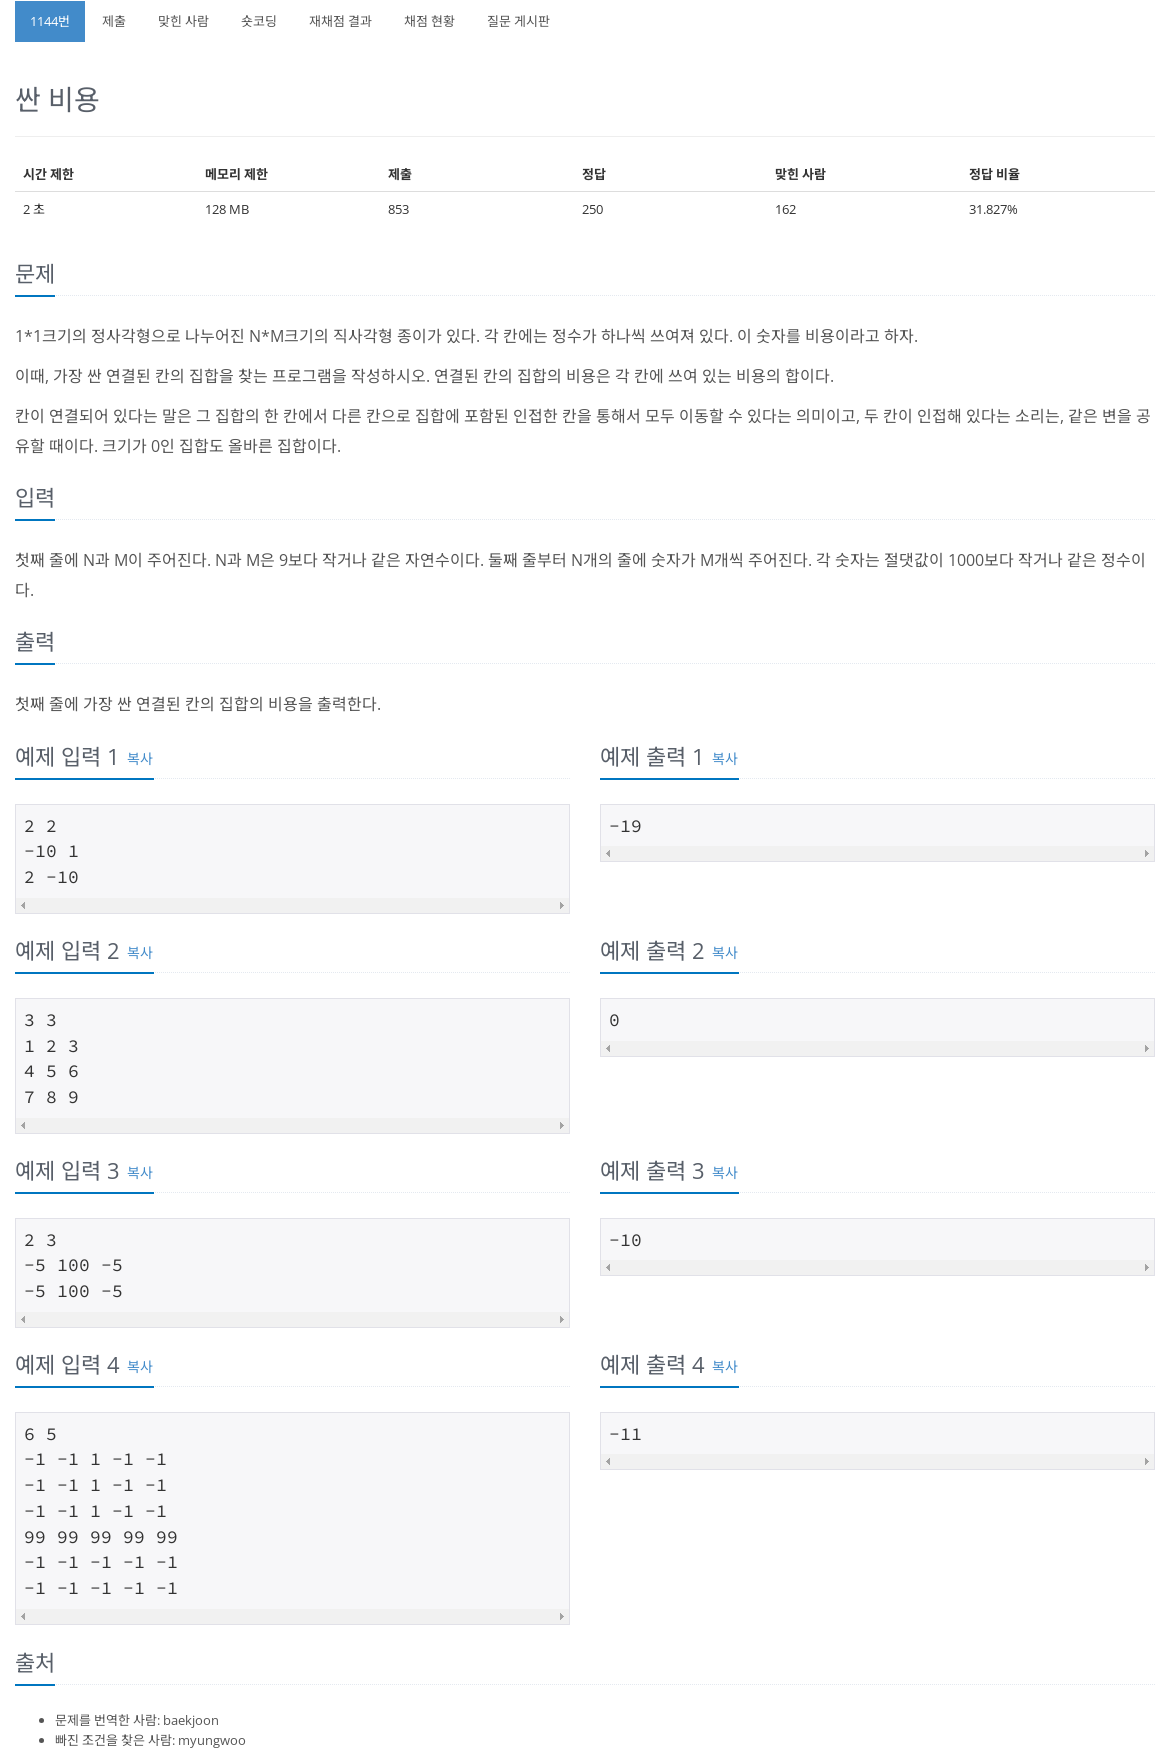 1144번 제출 맞힌 사람 숏코딩 재채점 결과 채점 현황 질문 게시판
싼 비용
시간 제한 메모리 제한 제출 정답 맞힌 사람 정답 비율
2 초 128 MB 853 250 162 31.827%
문제
1*1크기의 정사각형으로 나누어진 N*M크기의 직사각형 종이가 있다. 각 칸에는 정수가 하나씩 쓰여져 있다. 이 숫자를 비용이라고 하자.
이때, 가장 싼 연결된 칸의 집합을 찾는 프로그램을 작성하시오. 연결된 칸의 집합의 비용은 각 칸에 쓰여 있는 비용의 합이다.
칸이 연결되어 있다는 말은 그 집합의 한 칸에서 다른 칸으로 집합에 포함된 인접한 칸을 통해서 모두 이동할 수 있다는 의미이고, 두 칸이 인접해 있다는 소리는, 같은 변을 공
유할 때이다. 크기가 0인 집합도 올바른 집합이다.
입력
첫째 줄에 N과 M이 주어진다. N과 M은 9보다 작거나 같은 자연수이다. 둘째 줄부터 N개의 줄에 숫자가 M개씩 주어진다. 각 숫자는 절댓값이 1000보다 작거나 같은 정수이
다.
출력
첫째 줄에 가장 싼 연결된 칸의 집합의 비용을 출력한다.
예제 입력 1 복사
2 2
-10 1
2 -10
예제 출력 1 복사
-19
예제 입력 2 복사
3 3
1 2 3
4 5 6
7 8 9
예제 출력 2 복사
0
예제 입력 3 복사
2 3
-5 100 -5
-5 100 -5
예제 출력 3 복사
-10
예제 입력 4 복사
6 5
-1 -1 1 -1 -1
-1 -1 1 -1 -1
-1 -1 1 -1 -1
99 99 99 99 99
-1 -1 -1 -1 -1
-1 -1 -1 -1 -1
예제 출력 4 복사
-11
출처
문제를 번역한 사람: baekjoon
빠진 조건을 찾은 사람: myungwoo